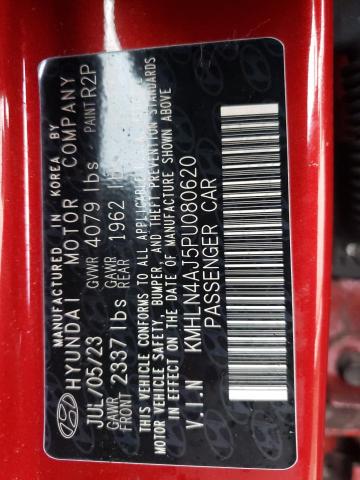 MANUFACTURED IN KOREA BY
HYUNDAI MOTOR COMPANY
JUL/05/23 GVWR 4079 lbs PAINT R2P
GAWR FRONT 2337 lbs GAWR REAR 1962 lb
THIS VEHICLE CONFORMS TO ALL APPLICABLE U.S. FEDERAL MOTOR VEHICLE SAFETY, BUMPER, AND THEFT PREVENTION STANDARDS
IN EFFECT ON THE DATE OF MANUFACTURE SHOWN ABOVE
V.I.N KMHLN4AJ5PU080620
PASSENGER CAR